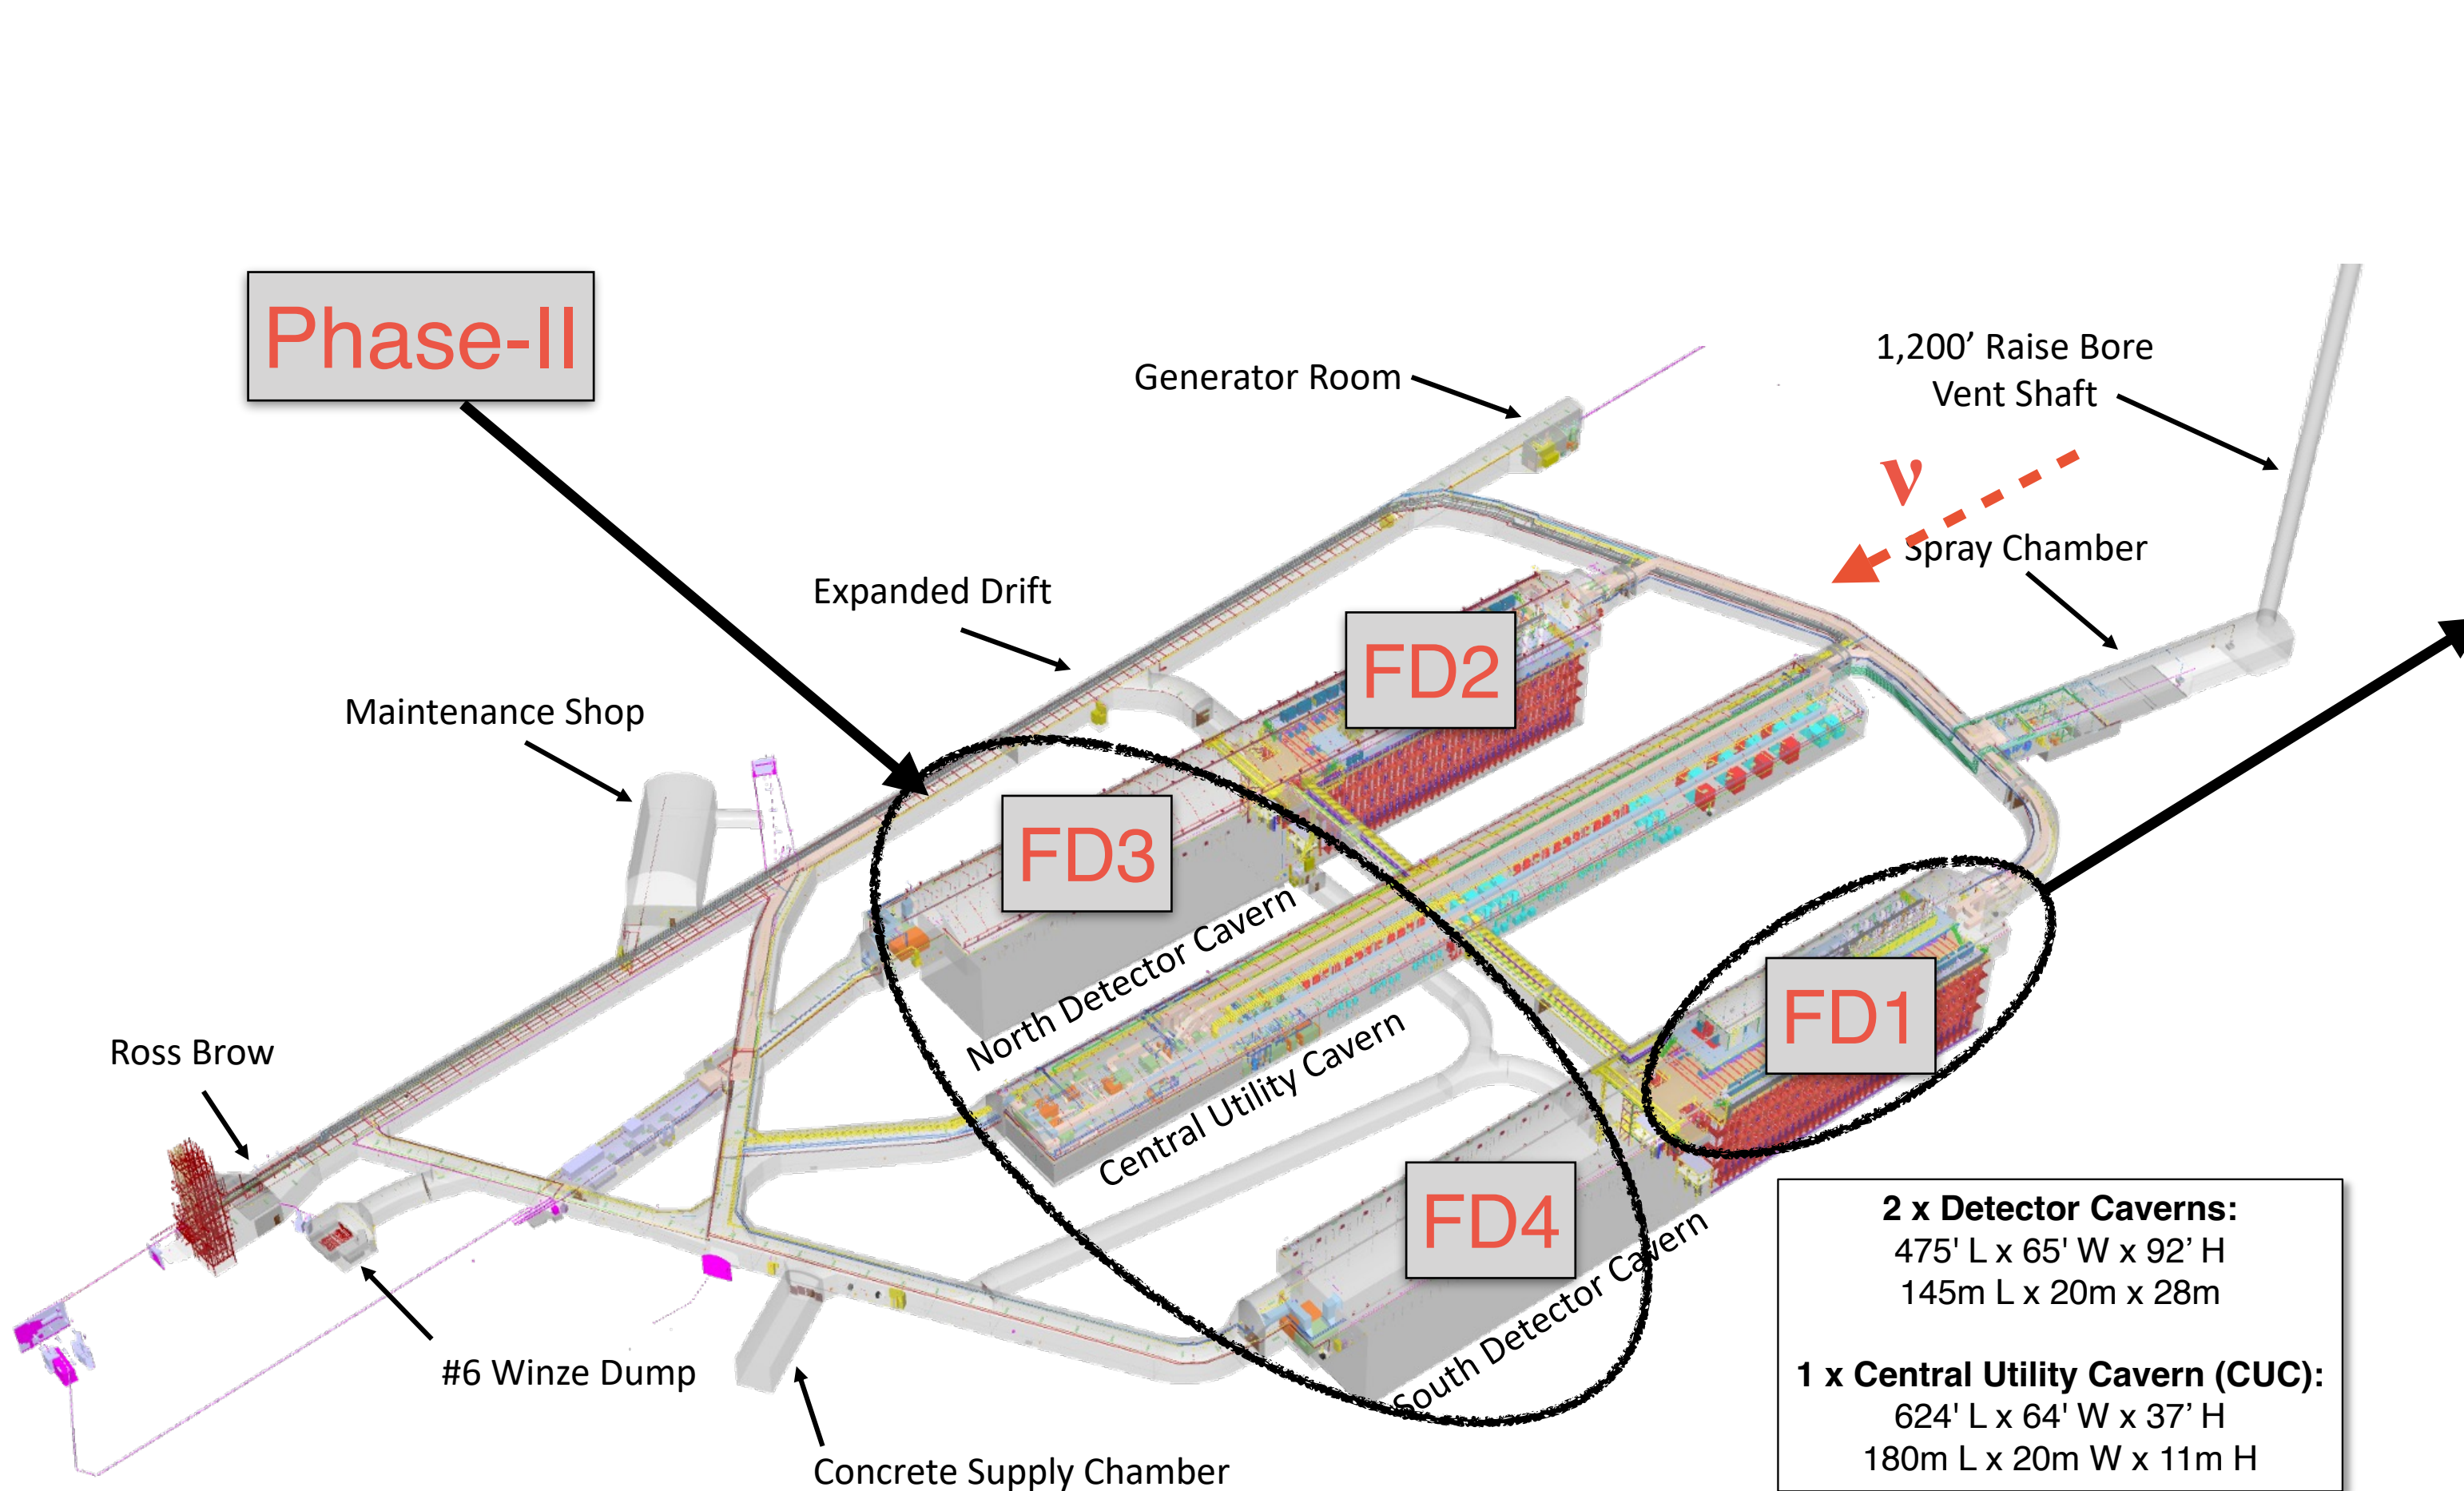 Phase-II
Generator Room
1,200’ Raise Bore
Vent Shaft
ν
Spray Chamber
Expanded Drift
FD2
Maintenance Shop
FD3
North Detector Cavern
FD1
Central Utility Cavern
Ross Brow
FD4
South Detector Cavern
#6 Winze Dump
Concrete Supply Chamber
2 x Detector Caverns:
475' L x 65' W x 92’ H
145m L x 20m x 28m
1 x Central Utility Cavern (CUC):
624' L x 64' W x 37’ H
180m L x 20m W x 11m H